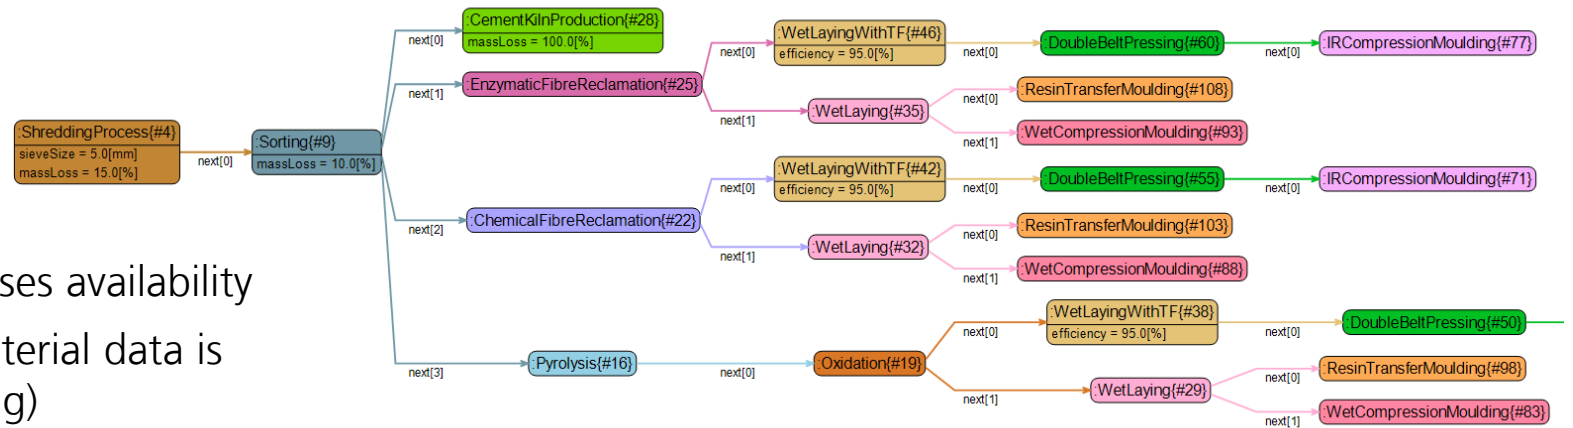 :ShreddingProcess{#4}
sieveSize = 5.0[mm]
massLoss = 15.0[%]
next[0]
:Sorting{#9}
massLoss = 10.0[%]
next[0]
:CementKilnProduction{#28}
massLoss = 100.0[%]
next[1]
:EnzymaticFibreReclamation{#25}
next[0]
:WetLayingWithTF{#46}
efficiency = 95.0[%]
next[0]
:DoubleBeltPressing{#60}
next[0]
:IRCompressionMoulding{#77}
next[1]
:WetLaying{#35}
next[0]
:ResinTransferMoulding{#108}
next[1]
:WetCompressionMoulding{#93}
next[2]
:ChemicalFibreReclamation{#22}
next[0]
:WetLayingWithTF{#42}
efficiency = 95.0[%]
next[0]
:DoubleBeltPressing{#55}
next[0]
:IRCompressionMoulding{#71}
next[1]
:WetLaying{#32}
next[0]
:ResinTransferMoulding{#103}
next[1]
:WetCompressionMoulding{#88}
next[3]
:Pyrolysis{#16}
next[0]
:Oxidation{#19}
next[0]
:WetLayingWithTF{#38}
efficiency = 95.0[%]
next[0]
:DoubleBeltPressing{#50}
next[1]
:WetLaying{#29}
next[0]
:ResinTransferMoulding{#98}
next[1]
:WetCompressionMoulding{#83}
ses availability
terial data is
g)